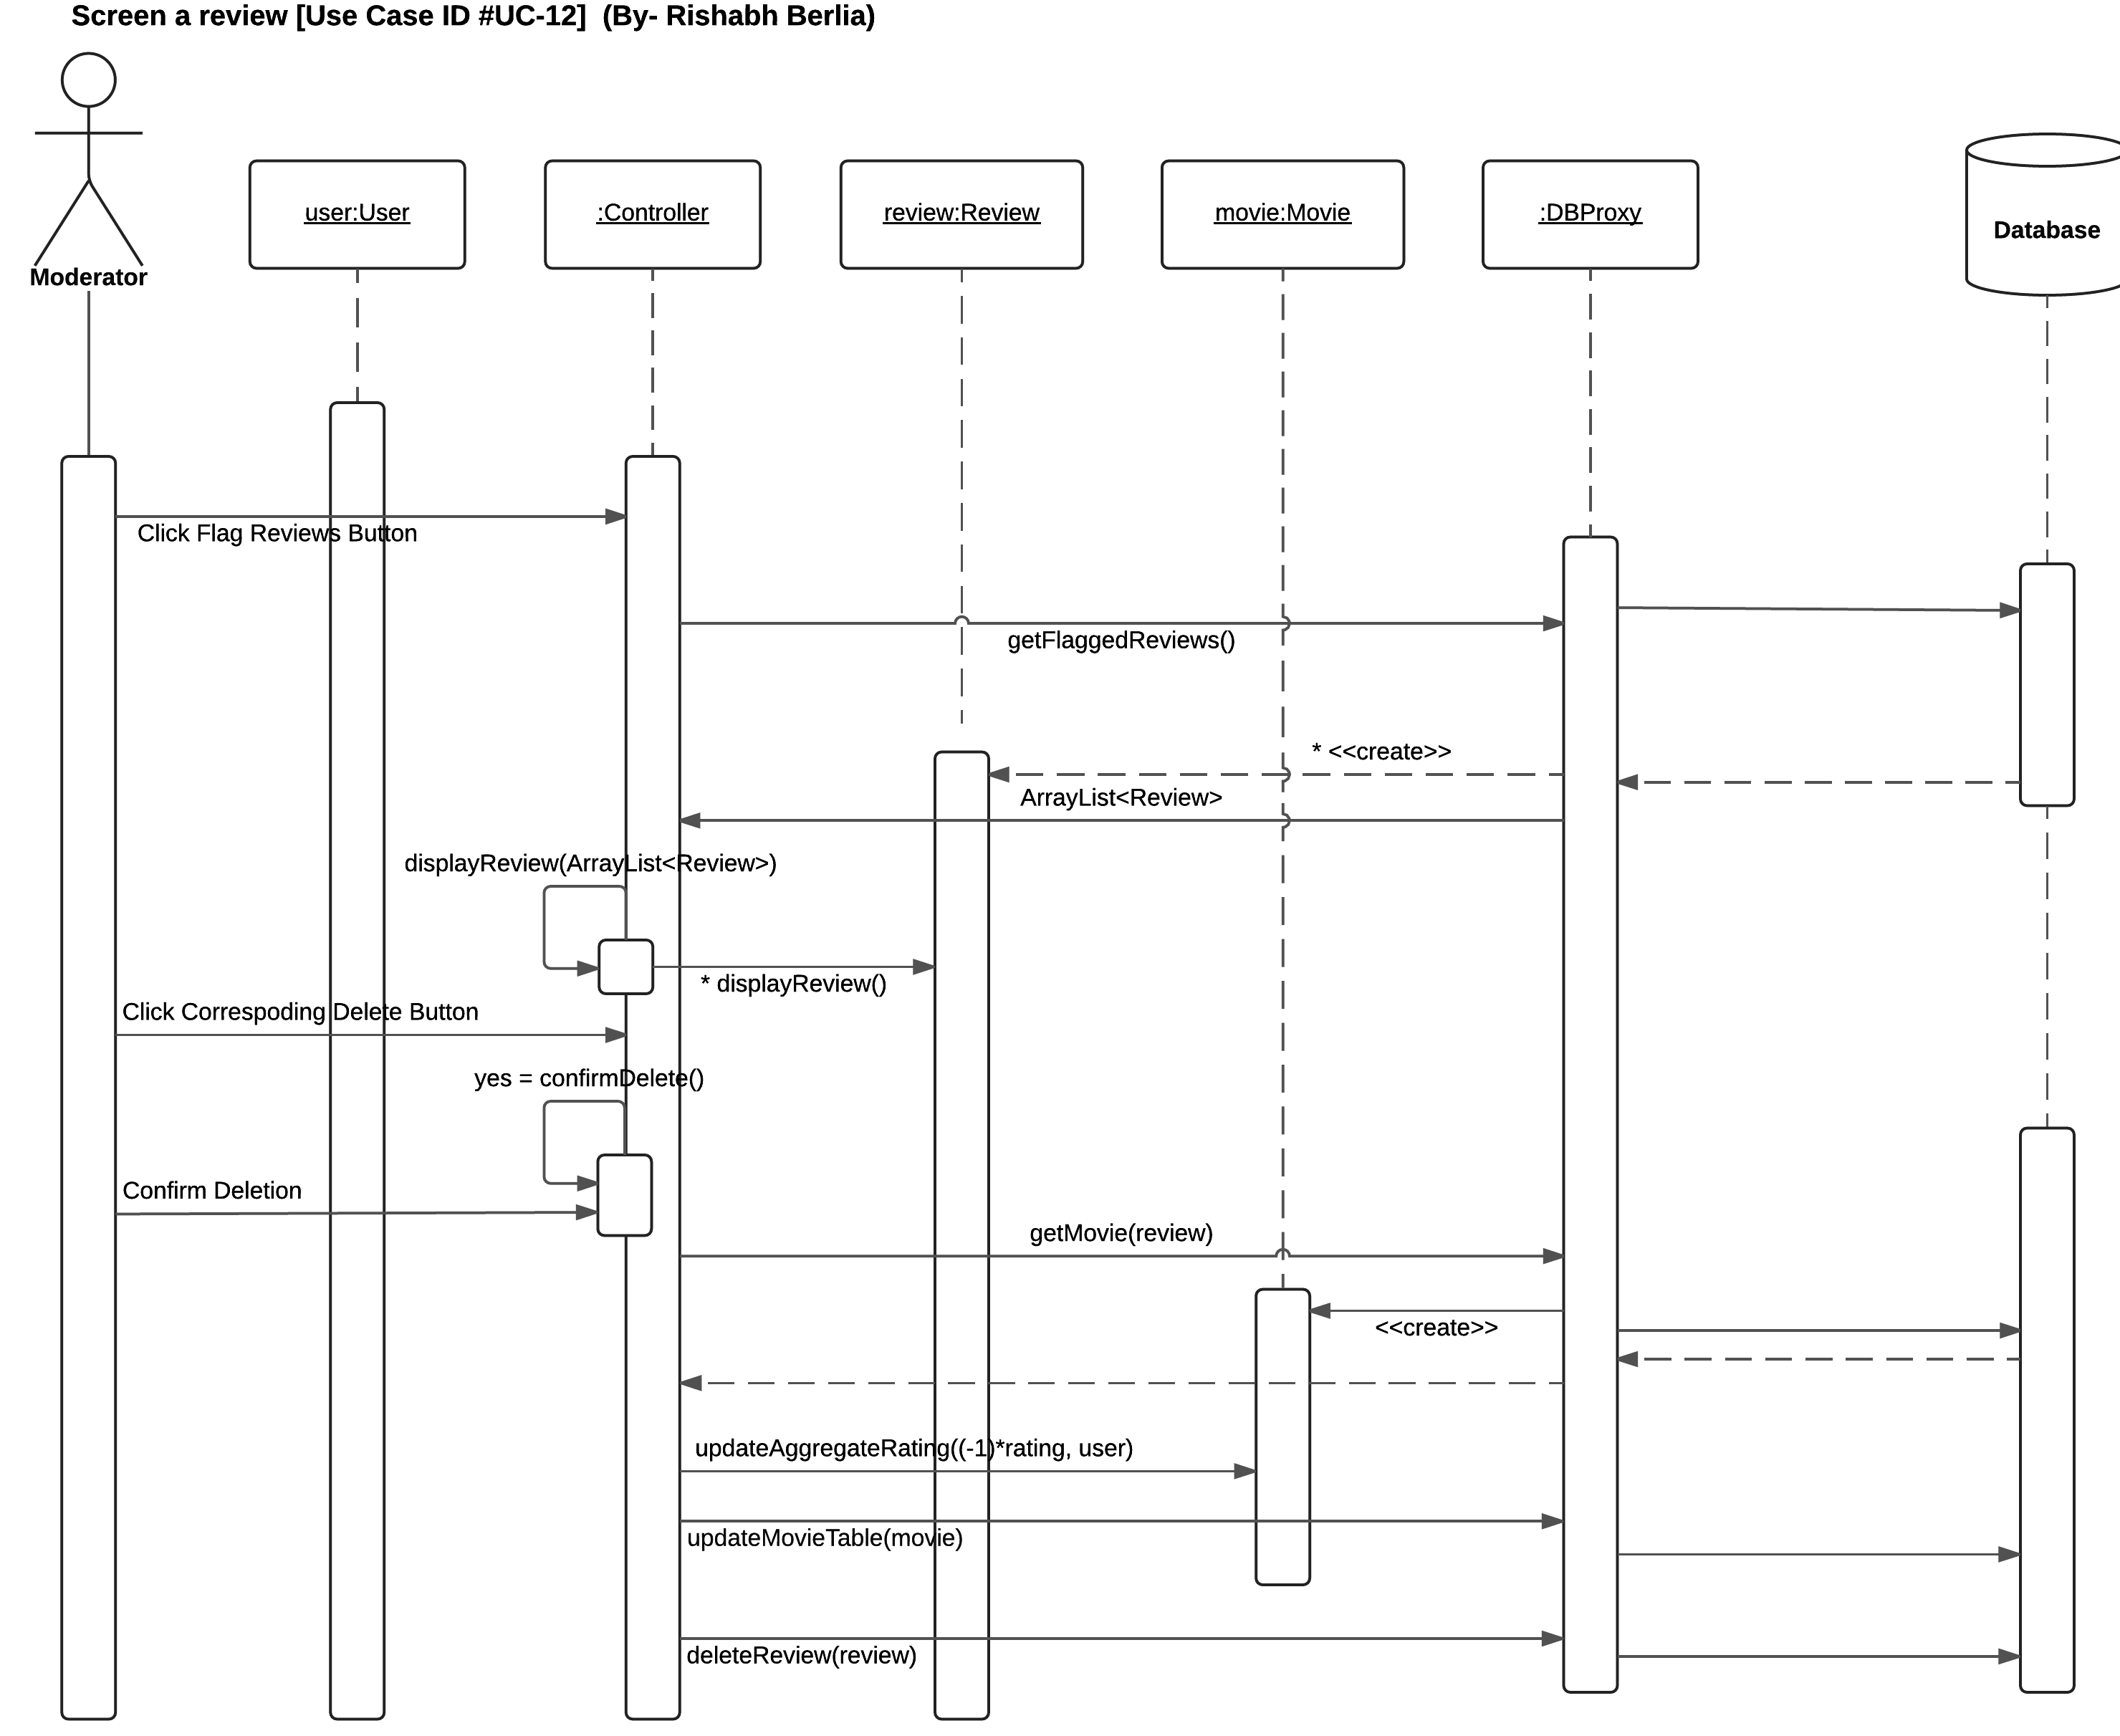 Screen a review [Use Case ID #UC-12]  (By- Rishabh Berlia)
Moderator
user:User
:Controller
review:Review
movie:Movie
:DBProxy
Database
Click Flag Reviews Button
getFlaggedReviews()
* <<create>>
ArrayList<Review>
displayReview(ArrayList<Review>)
* displayReview()
Click Correspoding Delete Button
yes = confirmDelete()
Confirm Deletion
getMovie(review)
<<create>>
updateAggregateRating((-1)*rating, user)
updateMovieTable(movie)
deleteReview(review)